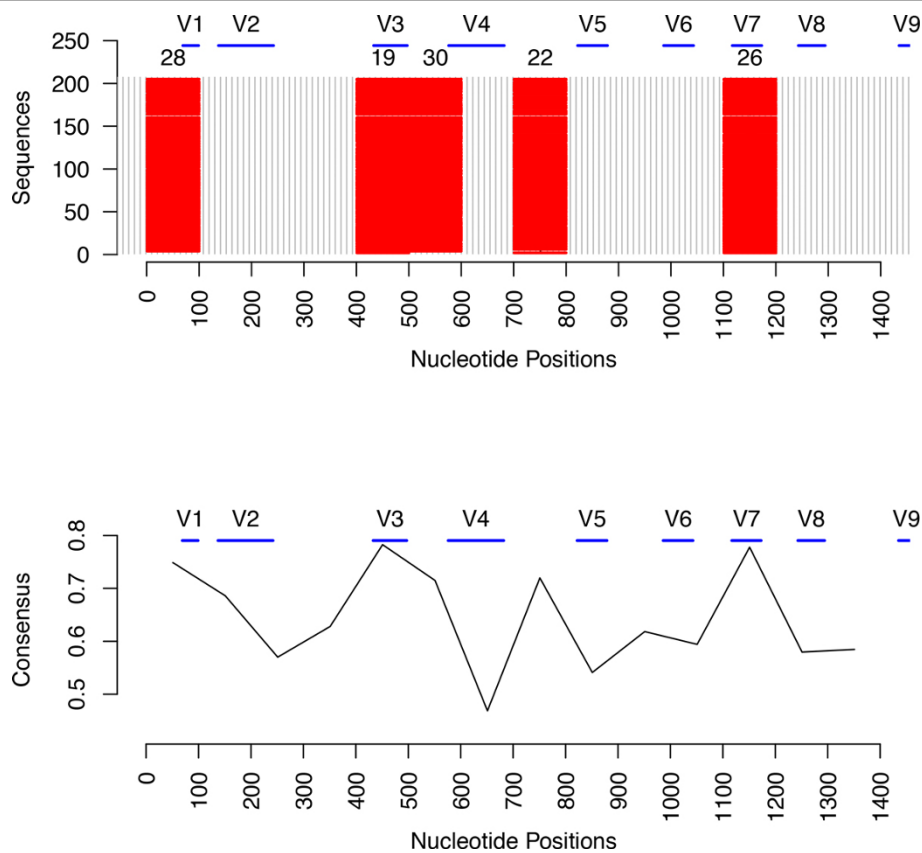 V1 V2 V3 V4 V5 V6 V7 V8 V9
28 19 30 22 26
250
200
150
100
50
0
Sequences
0 100 200 300 400 500 600 700 800 900 1000 1100 1200 1300 1400
Nucleotide Positions
V1 V2 V3 V4 V5 V6 V7 V8 V9
0.8
0.7
0.6
0.5
Consensus
0 100 200 300 400 500 600 700 800 900 1000 1100 1200 1300 1400
Nucleotide Positions